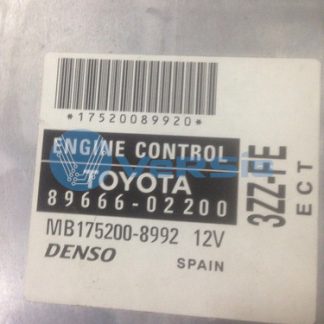 *17520089920*
ENGINE CONTROL
TOYOTA
89666-02200
MB175200-8992 12V
DENSO SPAIN
3ZZ-FE
ECT